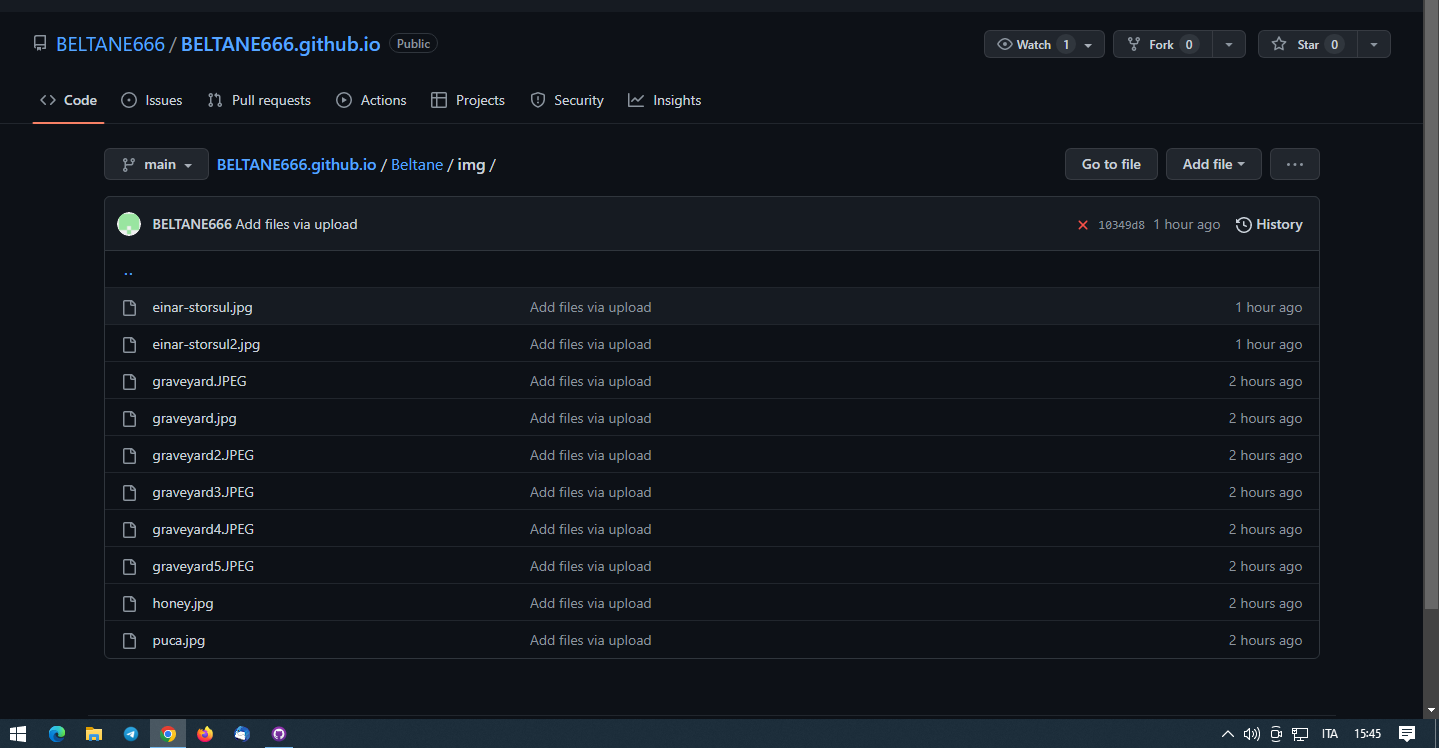 BELTANE666 / BELTANE666.github.io Public
Watch 1
Fork 0
Star 0
Code Issues Pull requests Actions Projects Security Insights
main BELTANE666.github.io / Beltane / img / Go to file Add file ...
BELTANE666 Add files via upload 10349d8 1 hour ago History
..
einar-storsul.jpg Add files via upload 1 hour ago
einar-storsul2.jpg Add files via upload 1 hour ago
graveyard.JPEG Add files via upload 2 hours ago
graveyard.jpg Add files via upload 2 hours ago
graveyard2.JPEG Add files via upload 2 hours ago
graveyard3.JPEG Add files via upload 2 hours ago
graveyard4.JPEG Add files via upload 2 hours ago
graveyard5.JPEG Add files via upload 2 hours ago
honey.jpg Add files via upload 2 hours ago
puca.jpg Add files via upload 2 hours ago
ITA 15:45